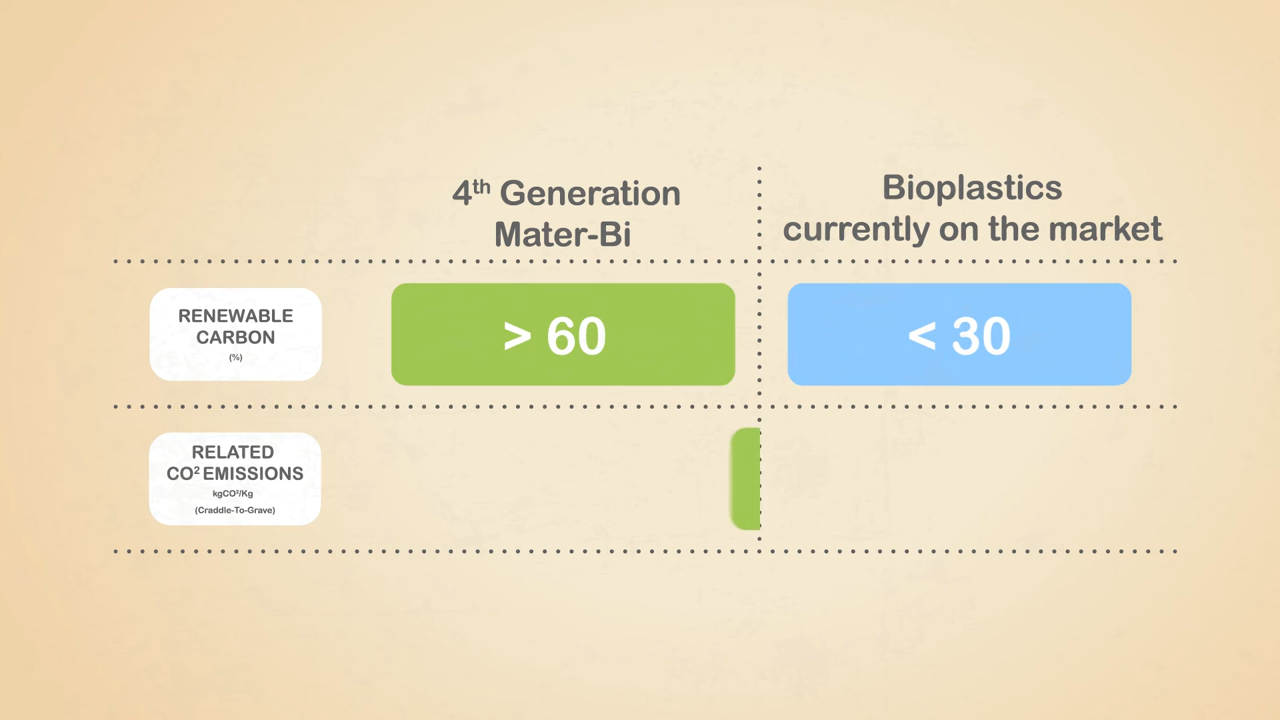 4th Generation
Mater-Bi
Bioplastics
currently on the market
RENEWABLE
CARBON
(%)
> 60
< 30
RELATED
CO² EMISSIONS
kgCO²/Kg
(Craddle-To-Grave)